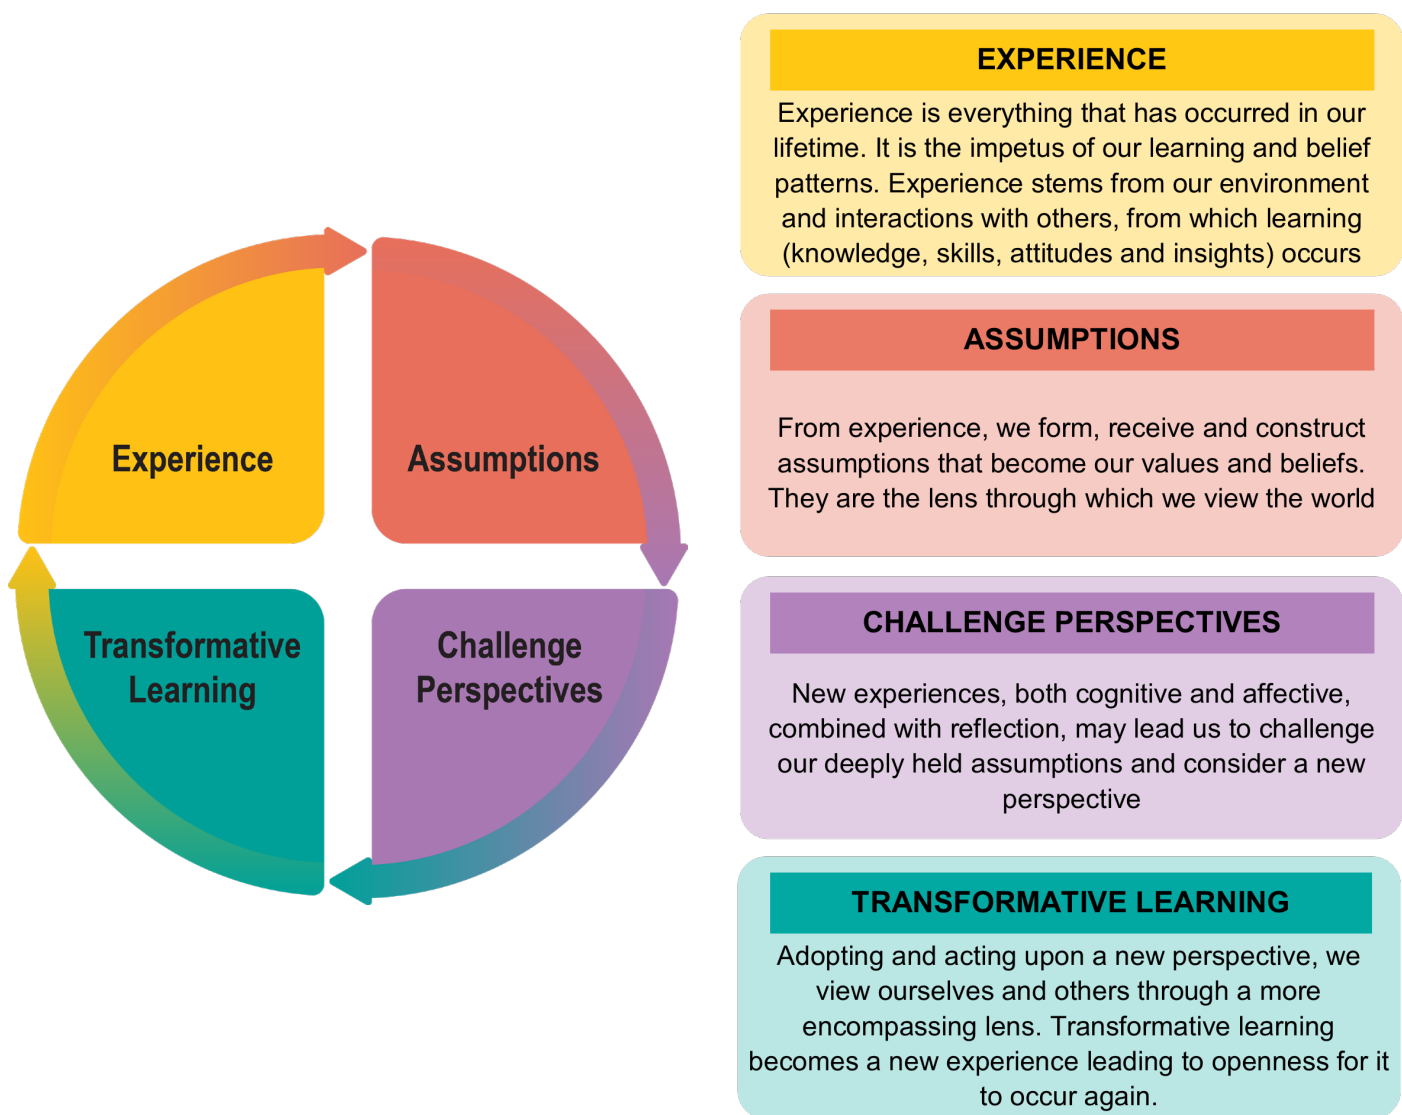 Experience
Assumptions
Transformative
Learning
Challenge
Perspectives
EXPERIENCE
Experience is everything that has occurred in our
lifetime. It is the impetus of our learning and belief
patterns. Experience stems from our environment
and interactions with others, from which learning
(knowledge, skills, attitudes and insights) occurs
ASSUMPTIONS
From experience, we form, receive and construct
assumptions that become our values and beliefs.
They are the lens through which we view the world
CHALLENGE PERSPECTIVES
New experiences, both cognitive and affective,
combined with reflection, may lead us to challenge
our deeply held assumptions and consider a new
perspective
TRANSFORMATIVE LEARNING
Adopting and acting upon a new perspective, we
view ourselves and others through a more
encompassing lens. Transformative learning
becomes a new experience leading to openness for it
to occur again.